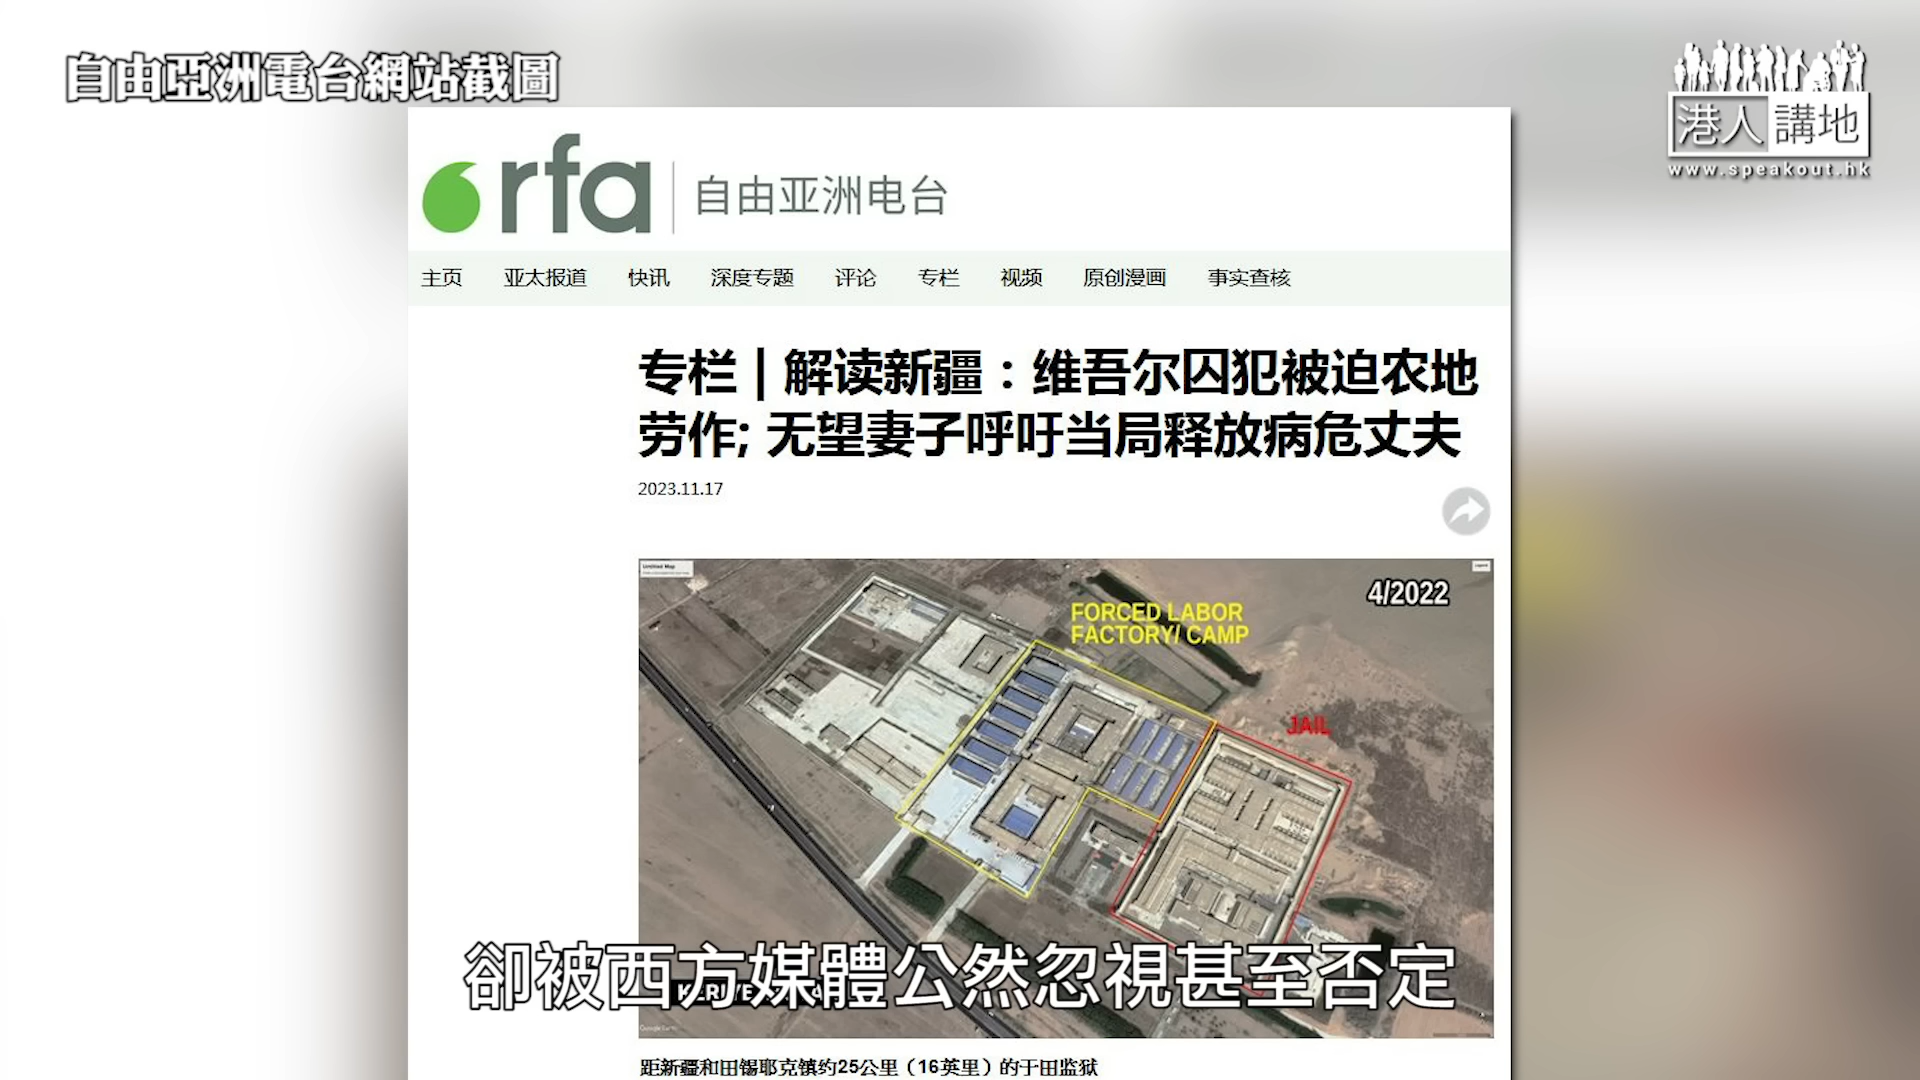 自由亞洲電台網站截圖
港人講地
www.speakout.hk
rfa 自由亚洲电台
主页 亚太报道 快讯 深度专题 评论 专栏 视频 原创漫画 事实查核
专栏 | 解读新疆：维吾尔囚犯被迫农地
劳作; 无望妻子呼吁当局释放病危丈夫
2023.11.17
Untitled Map
4/2022
FORCED LABOR
FACTORY/ CAMP
JAIL
卻被西方媒體公然忽視甚至否定
Google Earth
距新疆和田锡耶克镇约25公里（16英里）的于田监狱